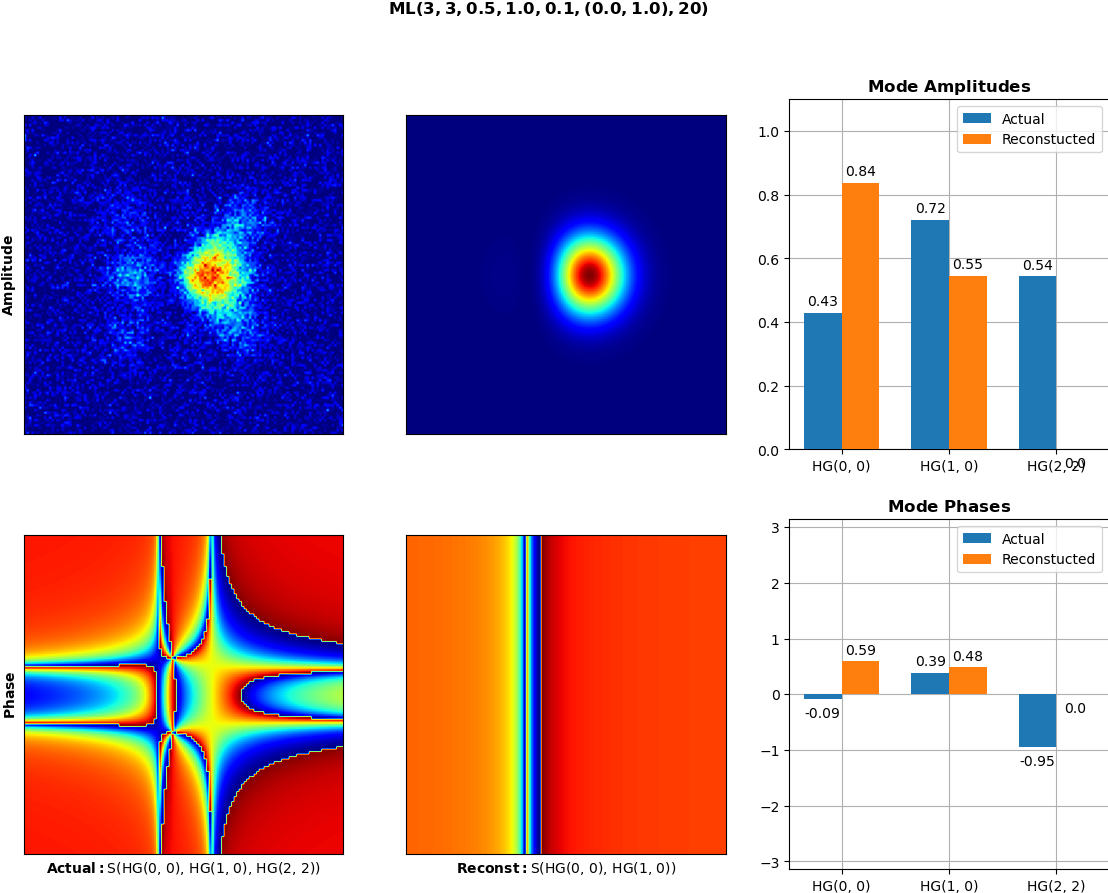 ML(3, 3, 0.5, 1.0, 0.1, (0.0, 1.0), 20)
Amplitude
Mode Amplitudes
Actual
Reconstucted
1.0
0.8
0.6
0.4
0.2
0.0
0.43
0.84
0.72
0.55
0.54
0.0
HG(0, 0)
HG(1, 0)
HG(2, 2)
Phase
Actual: S(HG(0, 0), HG(1, 0), HG(2, 2))
Reconst: S(HG(0, 0), HG(1, 0))
Mode Phases
Actual
Reconstucted
3
2
1
0
−1
−2
−3
-0.09
0.59
0.39
0.48
-0.95
0.0
HG(0, 0)
HG(1, 0)
HG(2, 2)